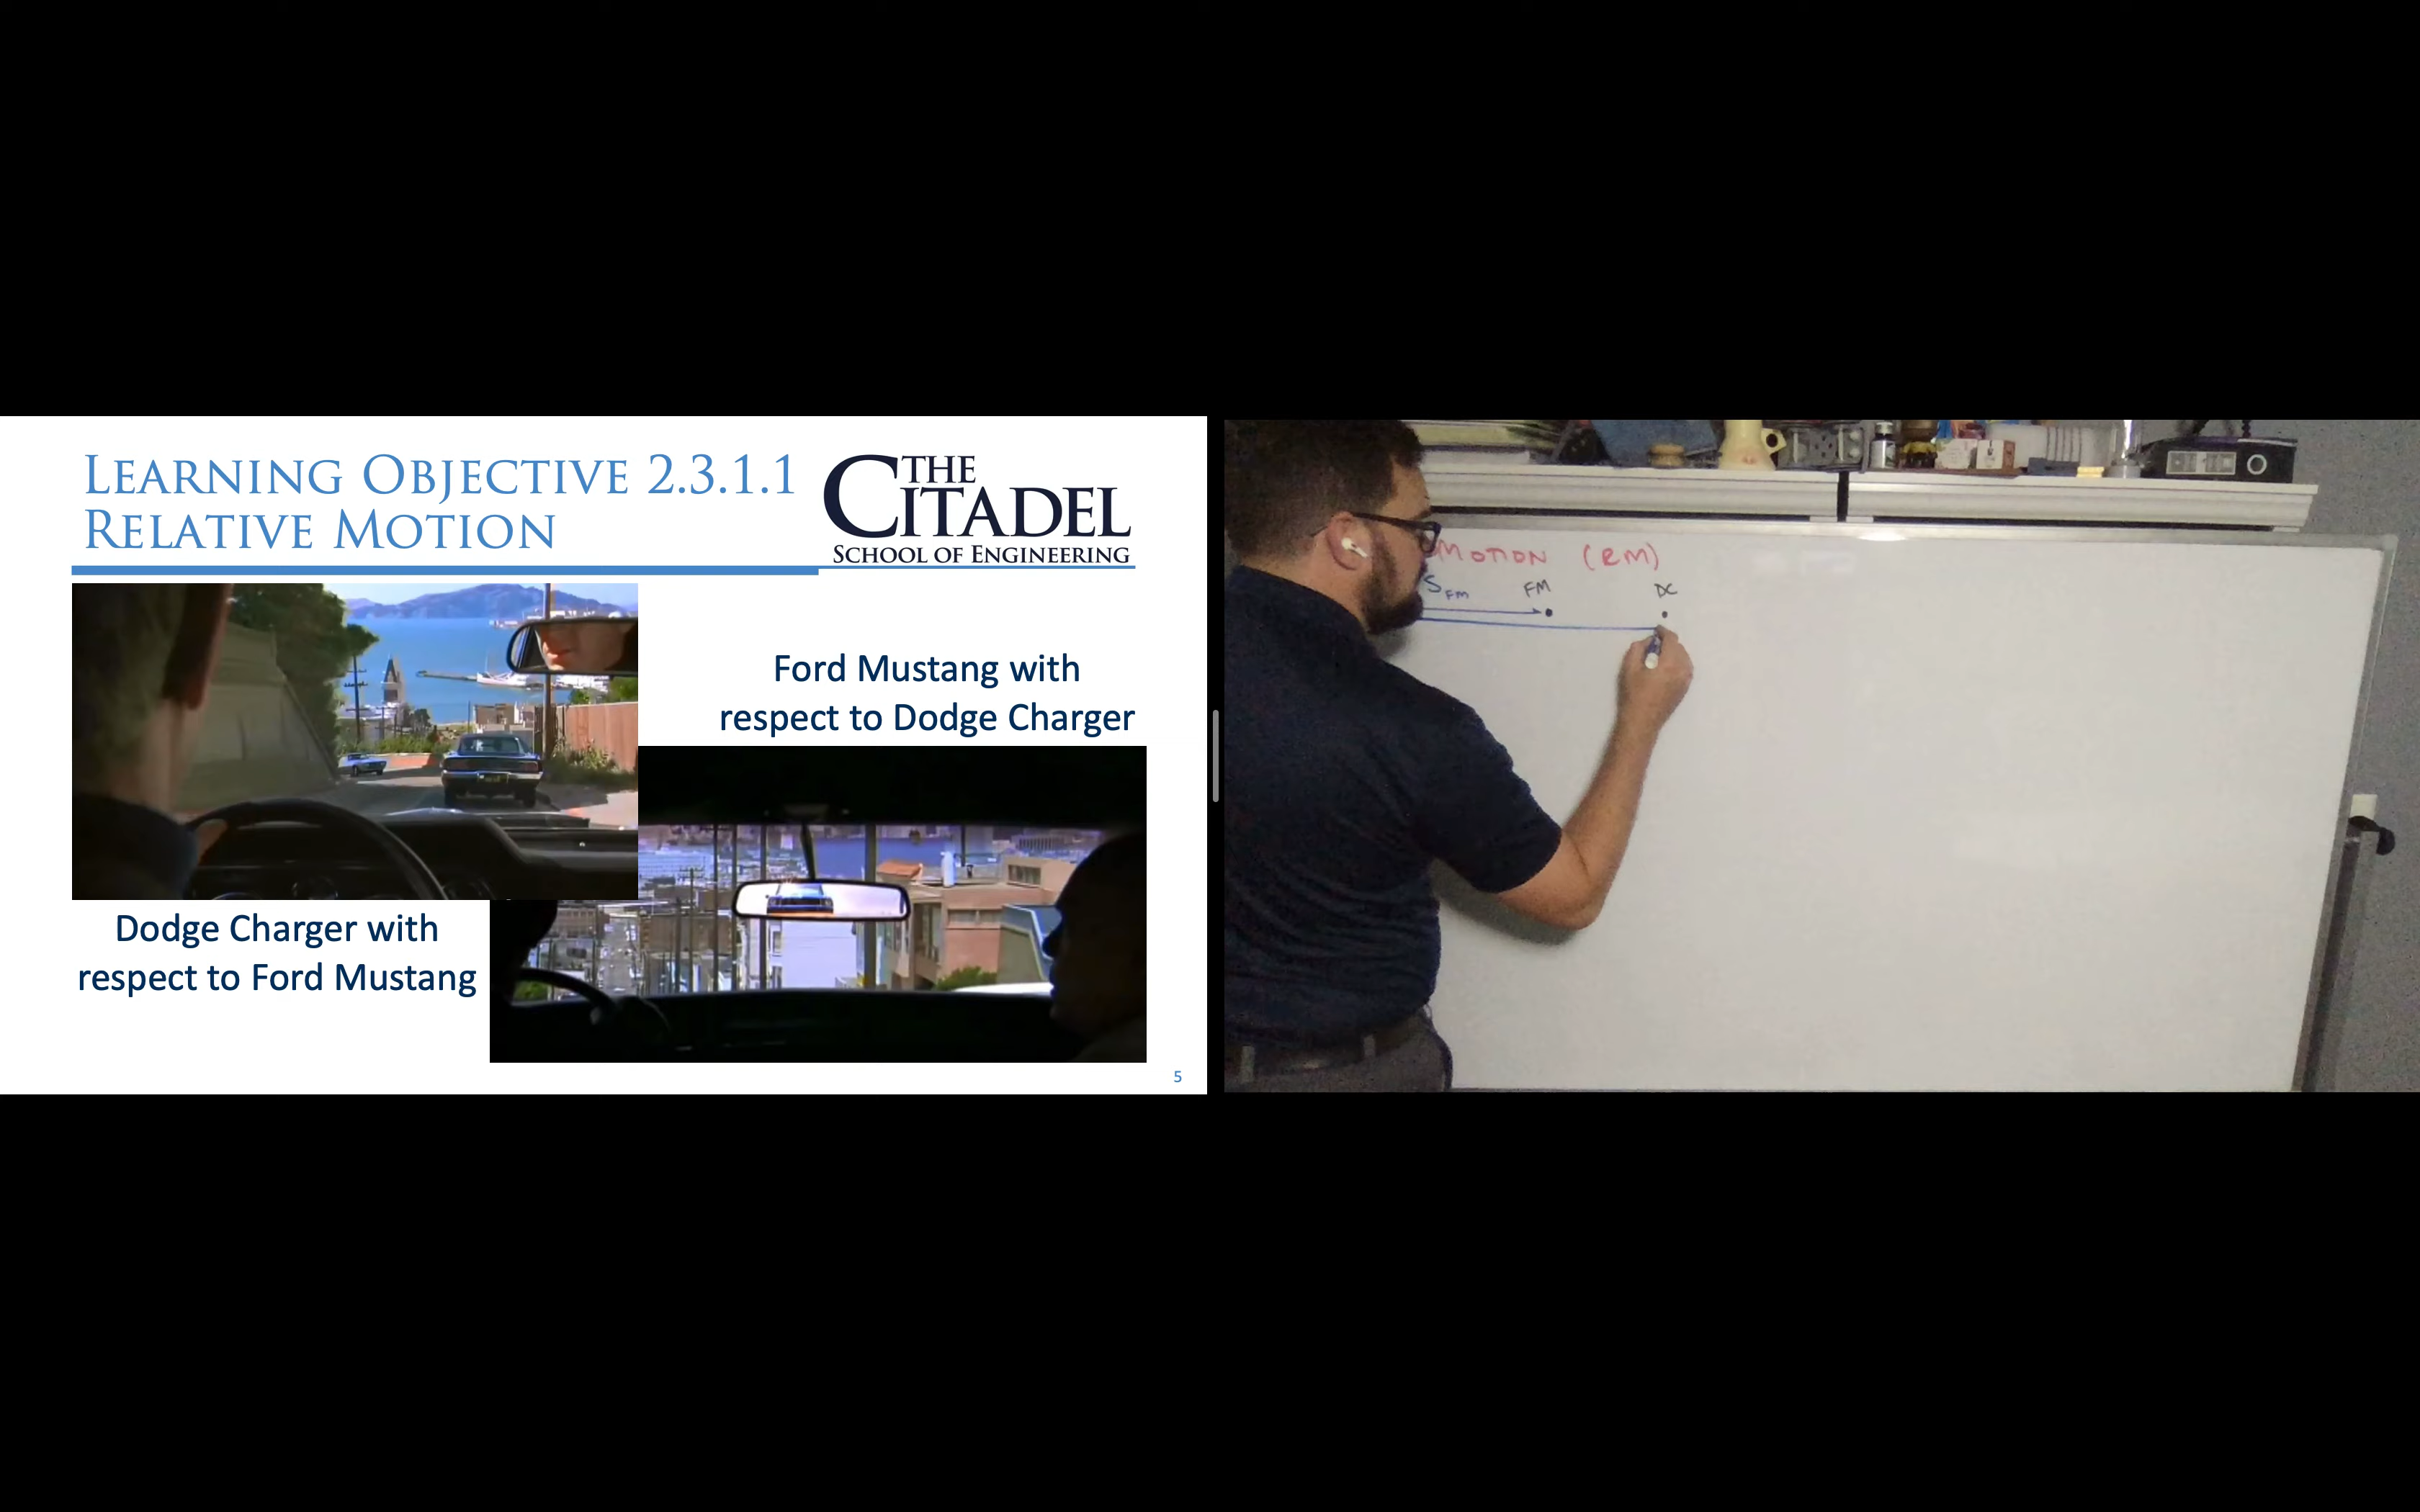 LEARNING OBJECTIVE 2.3.1.1
RELATIVE MOTION
THE
CITADEL
SCHOOL OF ENGINEERING
Ford Mustang with
respect to Dodge Charger
Dodge Charger with
respect to Ford Mustang
5
MOTION (RM)
S_FM FM DC